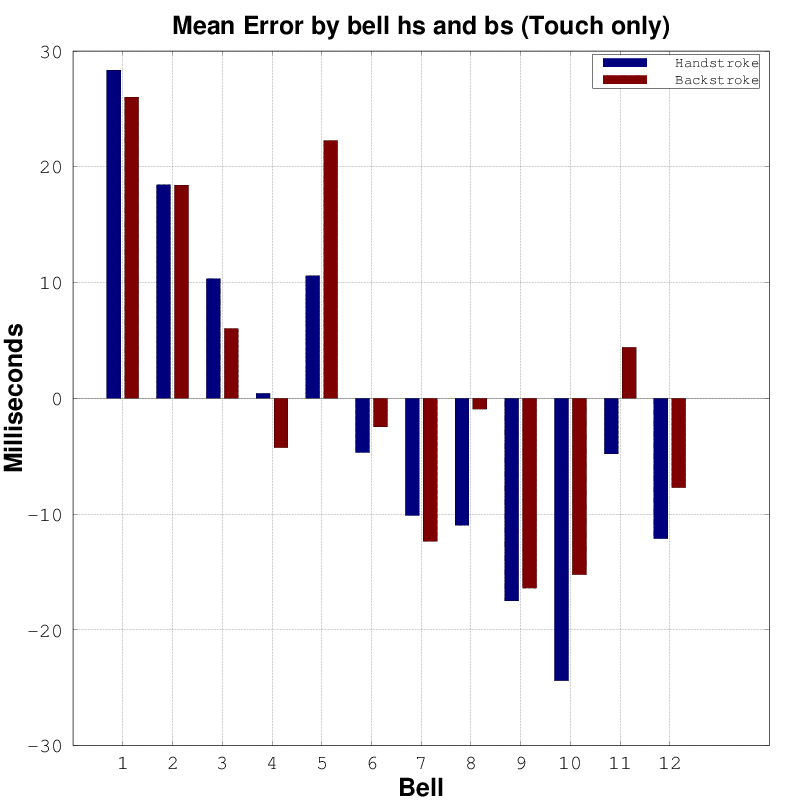 Mean Error by bell hs and bs (Touch only)
Handstroke
Backstroke
30
20
10
0
-10
-20
-30
Milliseconds
1 2 3 4 5 6 7 8 9 10 11 12
Bell